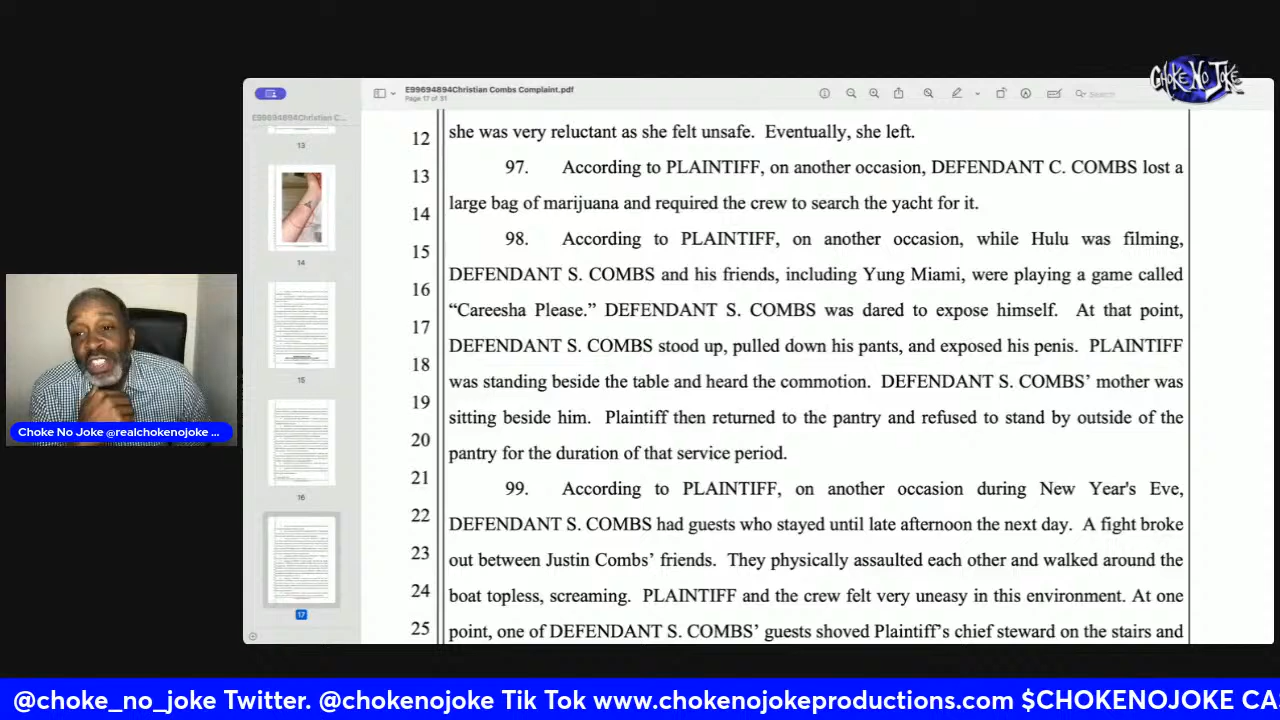 CHOKE NO JOKE
E99694894Christian Combs Complaint.pdf
Page 17 of 31
Search
E99694894Christian C...
13
14
15
16
17
12 she was very reluctant as she felt unsafe. Eventually, she left.
13 97. According to PLAINTIFF, on another occasion, DEFENDANT C. COMBS lost a
14 large bag of marijuana and required the crew to search the yacht for it.
15 98. According to PLAINTIFF, on another occasion, while Hulu was filming,
16 DEFENDANT S. COMBS and his friends, including Yung Miami, were playing a game called
17 “Careesha Please.” DEFENDANT S. COMBS was dared to expose himself. At that point,
18 DEFENDANT S. COMBS stood up, pulled down his pants, and exposed his penis. PLAINTIFF
19 was standing beside the table and heard the commotion. DEFENDANT S. COMBS’ mother was
20 sitting beside him. Plaintiff then returned to the pantry and refused to stand by outside of the
21 pantry for the duration of that service period.
22 99. According to PLAINTIFF, on another occasion during New Year's Eve,
23 DEFENDANT S. COMBS had guests who stayed until late afternoon the next day. A fight broke
24 out between Justin Combs’ friends. They physically assaulted each other and walked around the
25 boat topless, screaming. PLAINTIFF and the crew felt very uneasy in this environment. At one
point, one of DEFENDANT S. COMBS’ guests shoved Plaintiff’s chief steward on the stairs and
Choke No Joke @realchokenojoke ...
@choke_no_joke Twitter. @chokenojoke Tik Tok www.chokenojokeproductions.com $CHOKENOJOKE CA